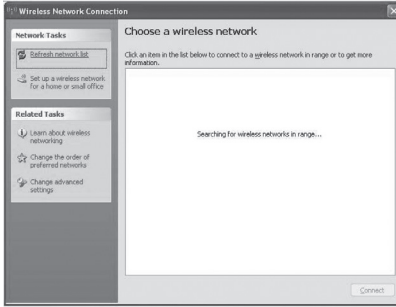 Wireless Network Connection
Network Tasks
Refresh network list
Set up a wireless network
for a home or small office
Related Tasks
Learn about wireless
networking
Change the order of
preferred networks
Change advanced
settings
Choose a wireless network
Click an item in the list below to connect to a wireless network in range or to get more
information.
Searching for wireless networks in range...
Connect